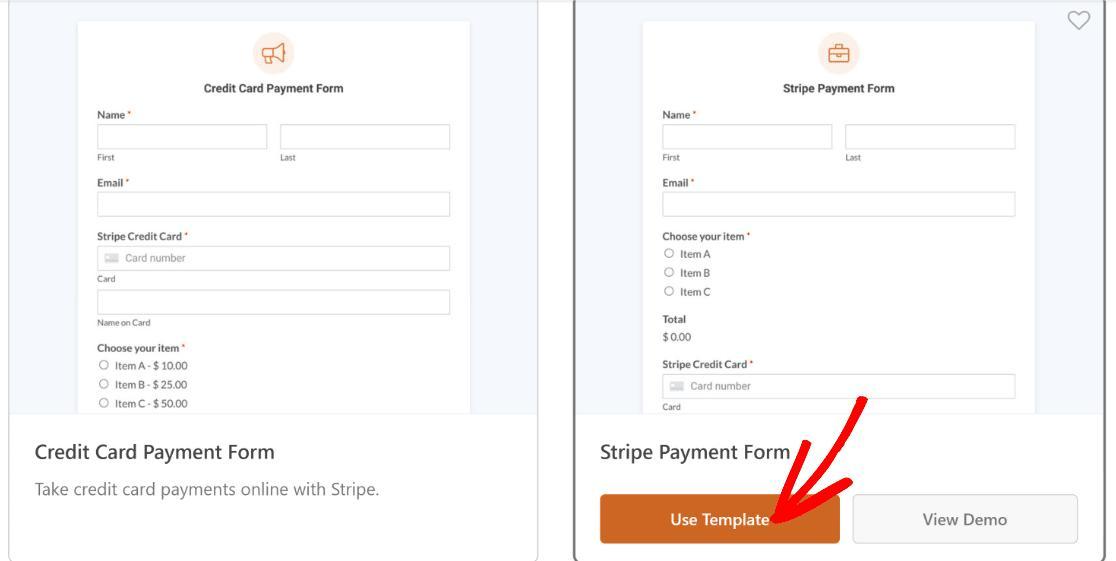 Credit Card Payment Form
Name *
First Last
Email *
Stripe Credit Card *
Card number
Card
Name on Card
Choose your item *
Item A - $ 10.00
Item B - $ 25.00
Item C - $ 50.00
Credit Card Payment Form
Take credit card payments online with Stripe.
Stripe Payment Form
Name *
First Last
Email *
Choose your item *
Item A
Item B
Item C
Total
$ 0.00
Stripe Credit Card *
Card number
Card
Stripe Payment Form
Use Template View Demo